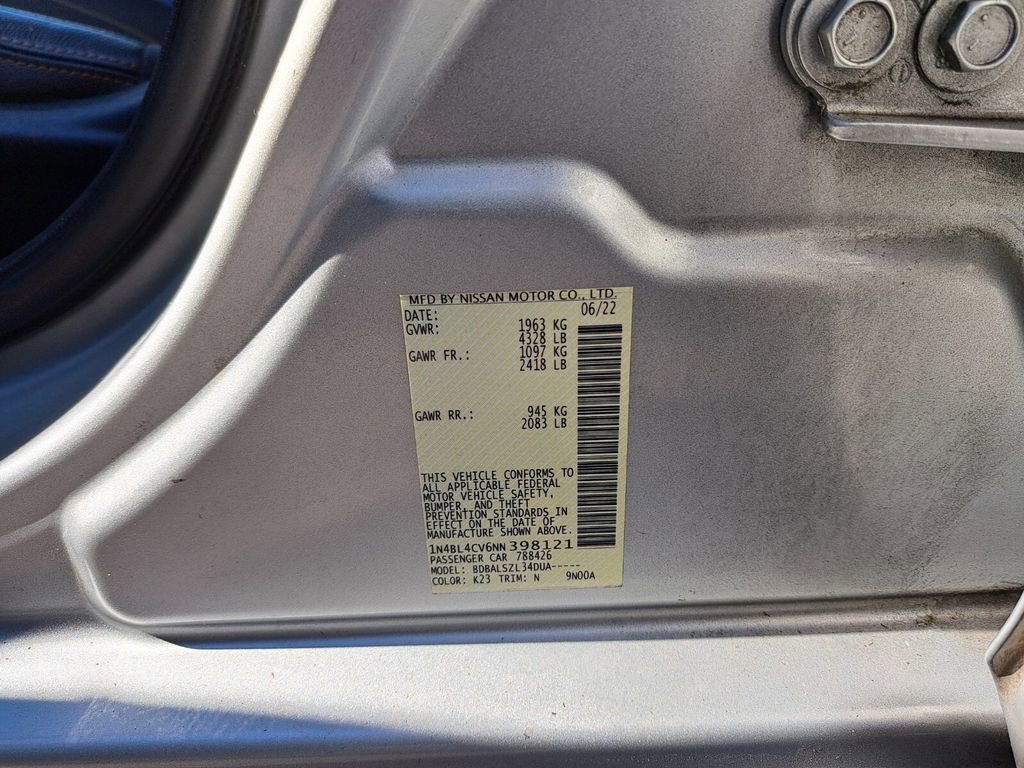 MFD BY NISSAN MOTOR CO., LTD.
DATE: 06/22
GVWR: 1963 KG
4328 LB
GAWR FR.: 1097 KG
2418 LB
GAWR RR.: 945 KG
2083 LB
THIS VEHICLE CONFORMS TO
ALL APPLICABLE FEDERAL
MOTOR VEHICLE SAFETY,
BUMPER, AND THEFT
PREVENTION STANDARDS IN
EFFECT ON THE DATE OF
MANUFACTURE SHOWN ABOVE.
1N4BL4CV6NN 398121
PASSENGER CAR 788426
MODEL: BDBALSZL34DUA-----
COLOR: K23 TRIM: N 9N00A